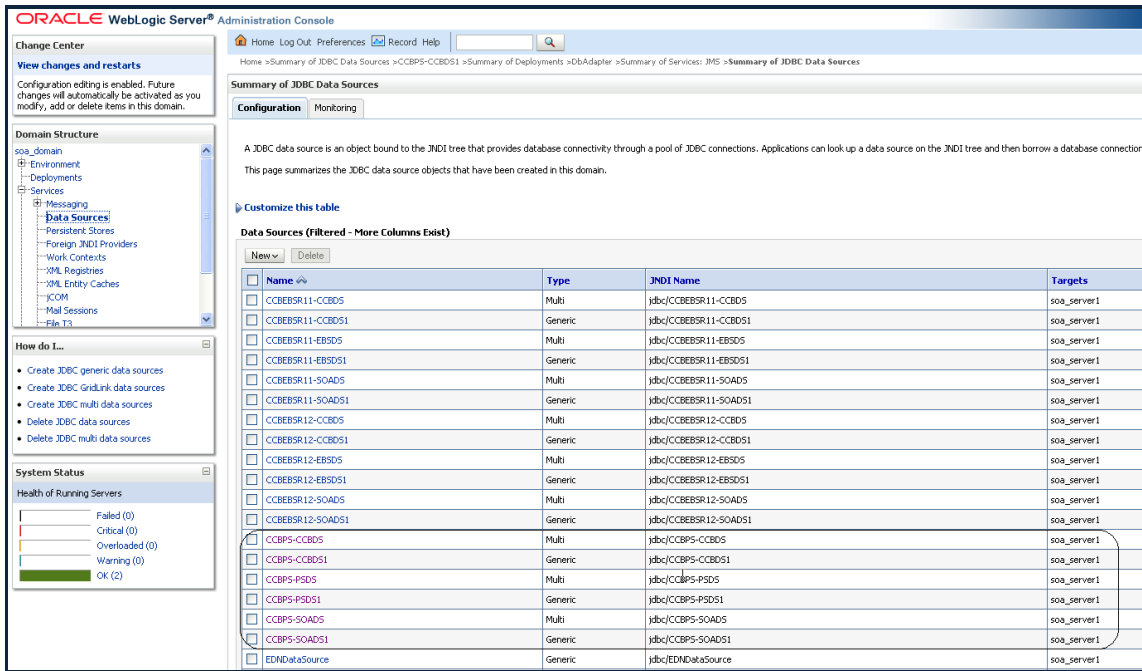 ORACLE WebLogic Server® Administration Console
Change Center
View changes and restarts
Configuration editing is enabled. Future
changes will automatically be activated as you
modify, add or delete items in this domain.
Domain Structure
soa_domain
Environment
Deployments
Services
Messaging
Data Sources
Persistent Stores
Foreign JNDI Providers
Work Contexts
XML Registries
XML Entity Caches
jCOM
Mail Sessions
File T3
How do I...
Create JDBC generic data sources
Create JDBC GridLink data sources
Create JDBC multi data sources
Delete JDBC data sources
Delete JDBC multi data sources
System Status
Health of Running Servers
Failed (0)
Critical (0)
Overloaded (0)
Warning (0)
OK (2)
Home Log Out Preferences Record Help
Home >Summary of JDBC Data Sources >CCBPS-CCBDS1 >Summary of Deployments >DbAdapter >Summary of Services: JMS >Summary of JDBC Data Sources
Summary of JDBC Data Sources
Configuration Monitoring
A JDBC data source is an object bound to the JNDI tree that provides database connectivity through a pool of JDBC connections. Applications can look up a data source on the JNDI tree and then borrow a database connection
This page summarizes the JDBC data source objects that have been created in this domain.
Customize this table
Data Sources (Filtered - More Columns Exist)
New Delete
Name Type JNDI Name Targets
CCBEBSR11-CCBDS Multi jdbc/CCBEBSR11-CCBDS soa_server1
CCBEBSR11-CCBDS1 Generic jdbc/CCBEBSR11-CCBDS1 soa_server1
CCBEBSR11-EBSDS Multi jdbc/CCBEBSR11-EBSDS soa_server1
CCBEBSR11-EBSDS1 Generic jdbc/CCBEBSR11-EBSDS1 soa_server1
CCBEBSR11-SOADS Multi jdbc/CCBEBSR11-SOADS soa_server1
CCBEBSR11-SOADS1 Generic jdbc/CCBEBSR11-SOADS1 soa_server1
CCBEBSR12-CCBDS Multi jdbc/CCBEBSR12-CCBDS soa_server1
CCBEBSR12-CCBDS1 Generic jdbc/CCBEBSR12-CCBDS1 soa_server1
CCBEBSR12-EBSDS Multi jdbc/CCBEBSR12-EBSDS soa_server1
CCBEBSR12-EBSDS1 Generic jdbc/CCBEBSR12-EBSDS1 soa_server1
CCBEBSR12-SOADS Multi jdbc/CCBEBSR12-SOADS soa_server1
CCBEBSR12-SOADS1 Generic jdbc/CCBEBSR12-SOADS1 soa_server1
CCBPS-CCBDS Multi jdbc/CCBPS-CCBDS soa_server1
CCBPS-CCBDS1 Generic jdbc/CCBPS-CCBDS1 soa_server1
CCBPS-PSDS Multi jdbc/CCBPS-PSDS soa_server1
CCBPS-PSDS1 Generic jdbc/CCBPS-PSDS1 soa_server1
CCBPS-SOADS Multi jdbc/CCBPS-SOADS soa_server1
CCBPS-SOADS1 Generic jdbc/CCBPS-SOADS1 soa_server1
EDNDataSource Generic jdbc/EDNDataSource soa_server1